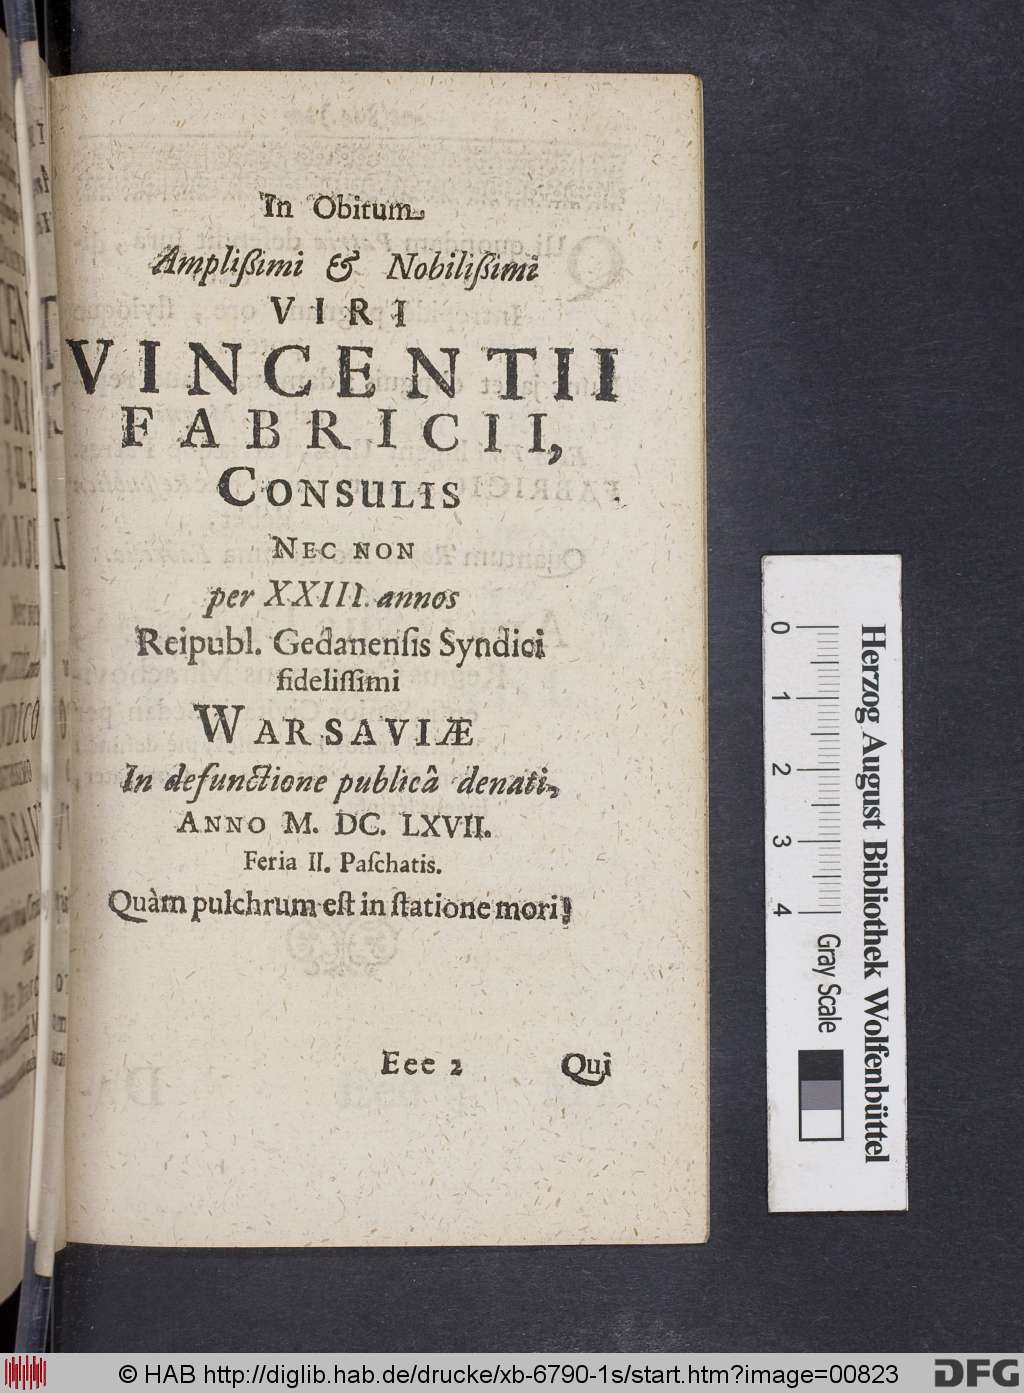 In Obitum
Ampliſſimi & Nobiliſſimi
VIRI
VINCENTII
FABRICII,
CONSULIS
NEC NON
per XXIII. annos
Reipubl. Gedanenſis Syndici
fideliſſimi
WARSAVIÆ
In defunctione publicâ denati,
ANNO M. DC. LXVII.
Feria II. Paſchatis.
Quàm pulchrum eſt in ſtatione mori!
Eee 2 Qui
0 1 2 3 4 Gray Scale
Herzog August Bibliothek Wolfenbüttel
© HAB http://diglib.hab.de/drucke/xb-6790-1s/start.htm?image=00823 DFG